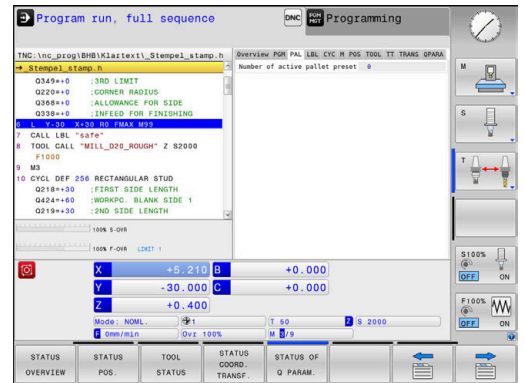 Program run, full sequence
DNC
PGM MGT
Programming
TNC:\nc_prog\BHB\Klartext\_Stempel_stamp.h
→_Stempel_stamp.h
Q349=+0 ;3RD LIMIT
Q220=+0 ;CORNER RADIUS
Q368=+0 ;ALLOWANCE FOR SIDE
Q338=+0 ;INFEED FOR FINISHING
6 L Y-30 X+30 R0 FMAX M99
7 CALL LBL "safe"
8 TOOL CALL "MILL_D20_ROUGH" Z S2000
F1000
9 M3
10 CYCL DEF 256 RECTANGULAR STUD
Q218=+30 ;FIRST SIDE LENGTH
Q424=+60 ;WORKPC. BLANK SIDE 1
Q219=+30 ;2ND SIDE LENGTH
Overview PGM PAL LBL CYC M POS TOOL TT TRANS QPARA
Number of active pallet preset 0
100% S-OVR
100% F-OVR LIMIT 1
X +5.210 B +0.000
Y -30.000 C +0.000
Z +0.400
Mode: NOML. 1 T 50 Z S 2000
F 0mm/min Ovr 100% M 5/9
M
S
T
S100%
OFF ON
F100%
OFF ON
STATUS OVERVIEW
STATUS POS.
TOOL STATUS
STATUS COORD. TRANSF.
STATUS OF Q PARAM.